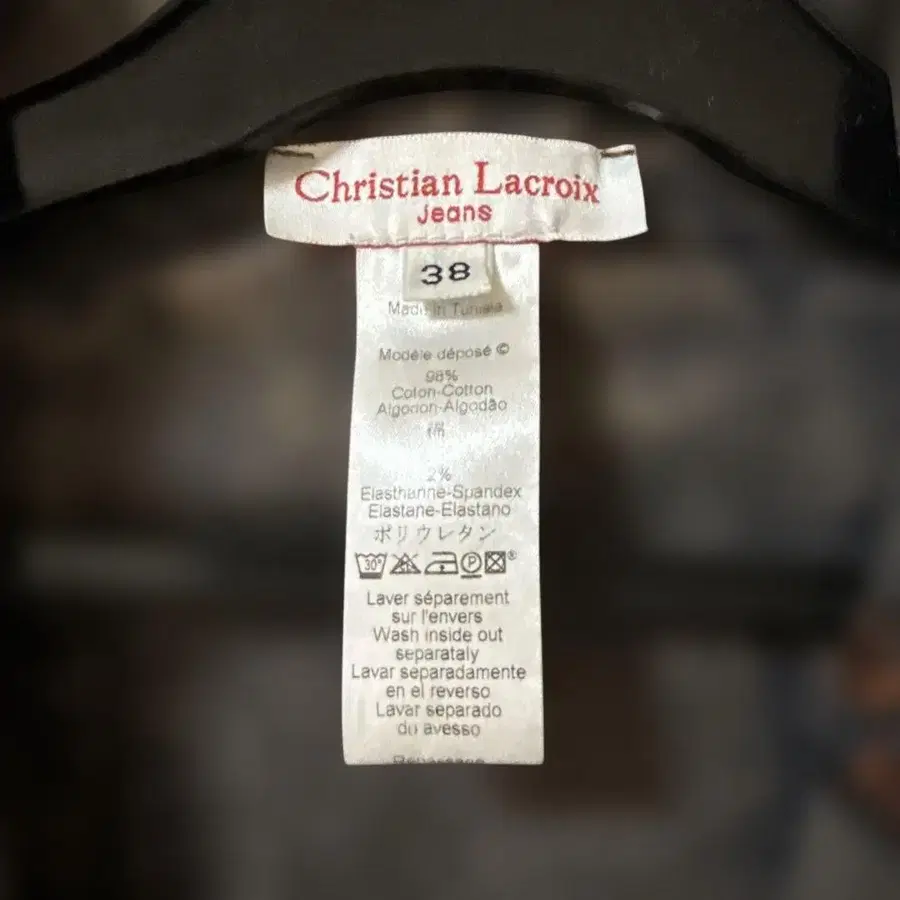 Christian Lacroix
Jeans
38
Made in Tunisia
Modèle déposé ©
98%
Coton-Cotton
Algodon-Algodão
2%
Elasthanne-Spandex
Elastane-Elastano
ポリウレタン
30°
P
®
Laver séparement
sur l'envers
Wash inside out
separataly
Lavar separadamente
en el reverso
Lavar separado
do avesso